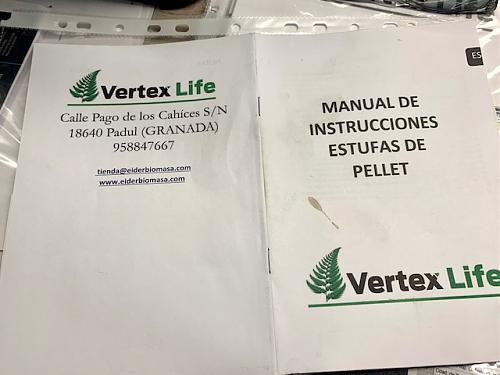 Vertex Life
Calle Pago de los Cahíces S/N
18640 Padul (GRANADA)
958847667
tienda@elderbiomasa.com
www.elderbiomasa.com
ES
MANUAL DE
INSTRUCCIONES
ESTUFAS DE
PELLET
Vertex Life